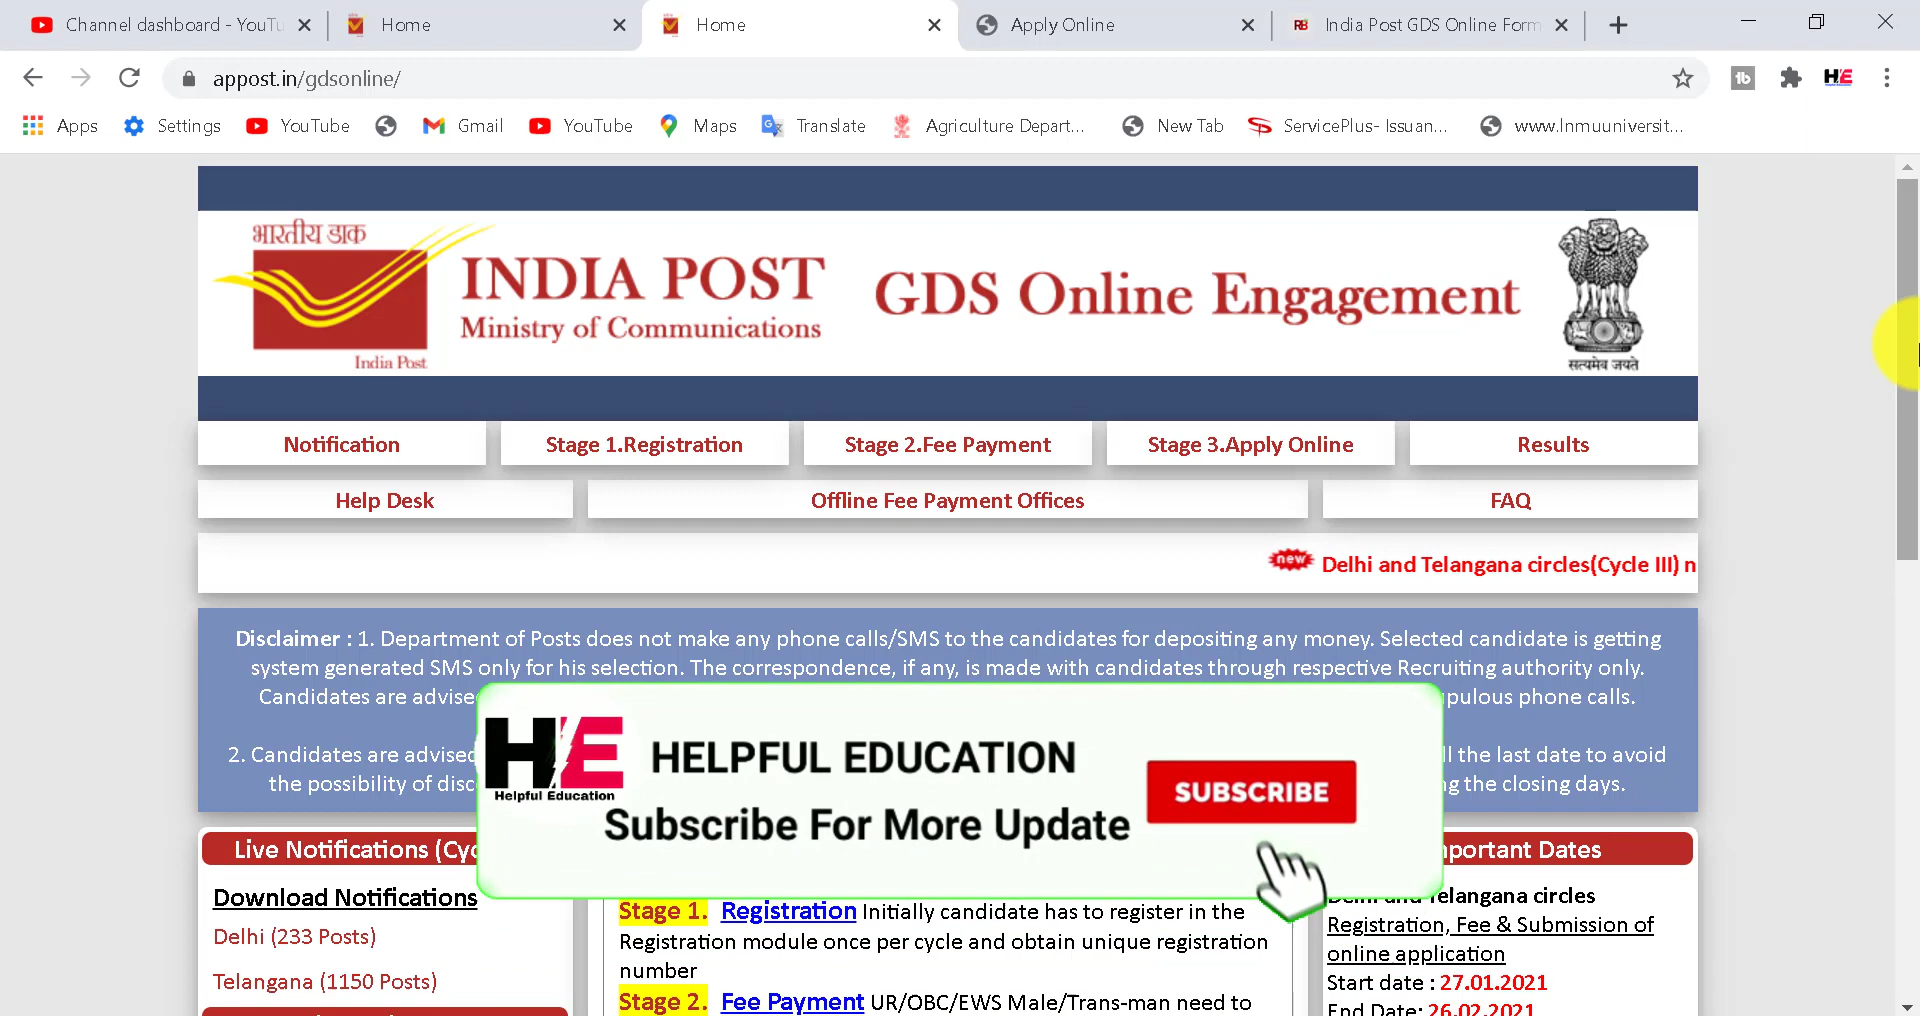 Channel dashboard - YouTu
Home
Home
Apply Online
India Post GDS Online Form
appost.in/gdsonline/
Apps
Settings
YouTube
Gmail
YouTube
Maps
Translate
Agriculture Depart...
New Tab
ServicePlus- Issuan...
www.lnmuuniversit...
भारतीय डाक
India Post
INDIA POST
Ministry of Communications
GDS Online Engagement
सत्यमेव जयते
Notification
Stage 1.Registration
Stage 2.Fee Payment
Stage 3.Apply Online
Results
Help Desk
Offline Fee Payment Offices
FAQ
new Delhi and Telangana circles(Cycle III) n
Disclaimer : 1. Department of Posts does not make any phone calls/SMS to the candidates for depositing any money. Selected candidate is getting
system generated SMS only for his selection. The correspondence, if any, is made with candidates through respective Recruiting authority only.
Candidates are advise pulous phone calls.
2. Candidates are advised ll the last date to avoid
the possibility of disc g the closing days.
HE
Helpful Education
HELPFUL EDUCATION
Subscribe For More Update
SUBSCRIBE
Live Notifications (Cyc
Download Notifications
Delhi (233 Posts)
Telangana (1150 Posts)
Stage 1. Registration Initially candidate has to register in the
Registration module once per cycle and obtain unique registration
number
Stage 2. Fee Payment UR/OBC/EWS Male/Trans-man need to
portant Dates
Delhi and Telangana circles
Registration, Fee & Submission of
online application
Start date : 27.01.2021
End Date: 26.02.2021